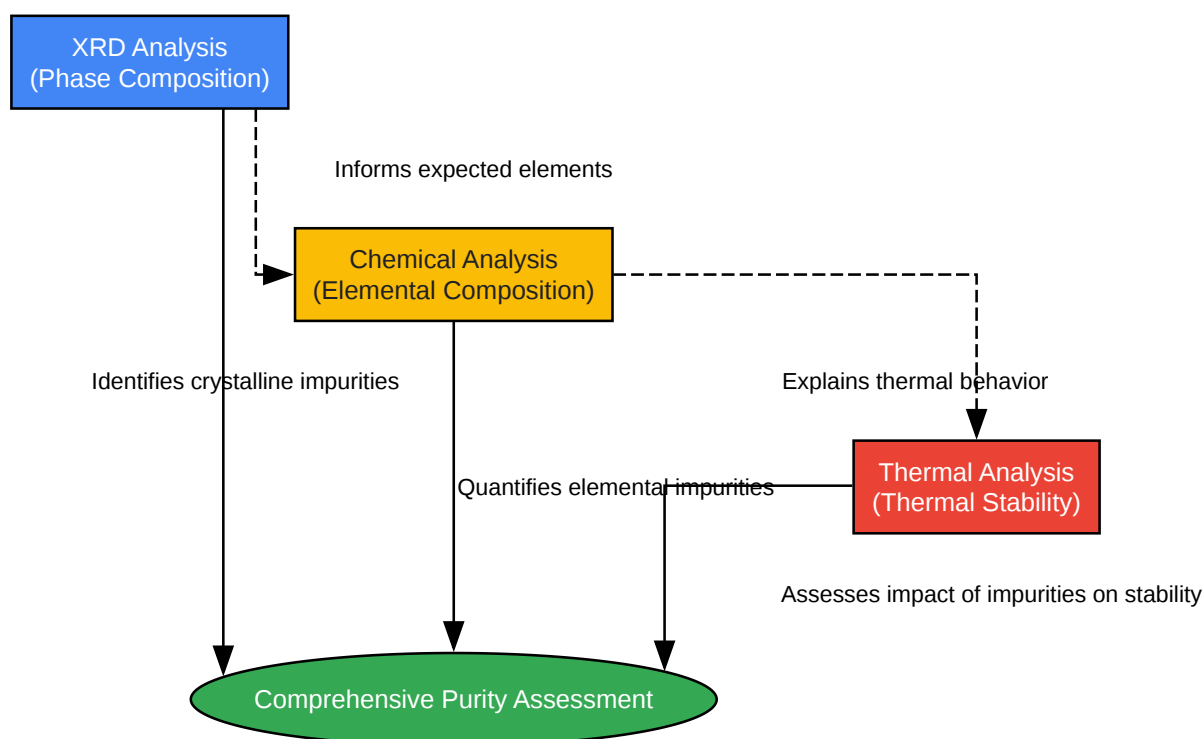 XRD Analysis
(Phase Composition)
Informs expected elements
Chemical Analysis
(Elemental Composition)
Identifies crystalline impurities
Explains thermal behavior
Quantifies elemental impurities
Thermal Analysis
(Thermal Stability)
Assesses impact of impurities on stability
Comprehensive Purity Assessment